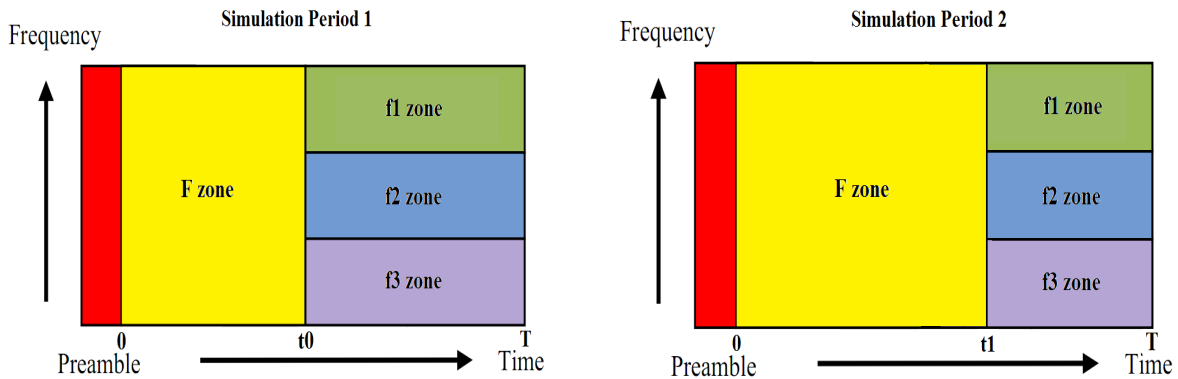 Simulation Period 1
Frequency
f1 zone
F zone
f2 zone
f3 zone
0
t0
T
Preamble
Time
Simulation Period 2
Frequency
f1 zone
F zone
f2 zone
f3 zone
0
t1
T
Preamble
Time